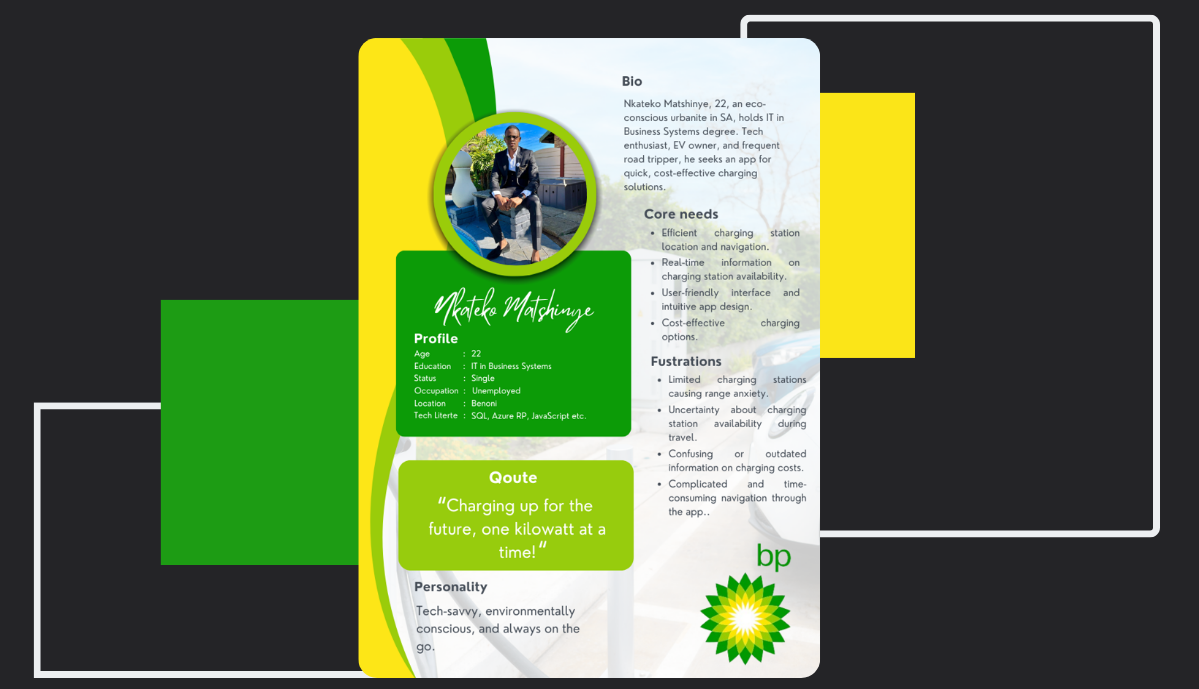 Nkateko Matshinye
Profile
Age : 22
Education : IT in Business Systems
Status : Single
Occupation : Unemployed
Location : Benoni
Tech Literte : SQL, Azure RP, JavaScript etc.
Qoute
“Charging up for the
future, one kilowatt at a
time!“
Personality
Tech-savvy, environmentally
conscious, and always on the
go.
Bio
Nkateko Matshinye, 22, an eco-
conscious urbanite in SA, holds IT in
Business Systems degree. Tech
enthusiast, EV owner, and frequent
road tripper, he seeks an app for
quick, cost-effective charging
solutions.
Core needs
• Efficient charging station
location and navigation.
• Real-time information on
charging station availability.
• User-friendly interface and
intuitive app design.
• Cost-effective charging
options.
Fustrations
• Limited charging stations
causing range anxiety.
• Uncertainty about charging
station availability during
travel.
• Confusing or outdated
information on charging costs.
• Complicated and time-
consuming navigation through
the app..
bp